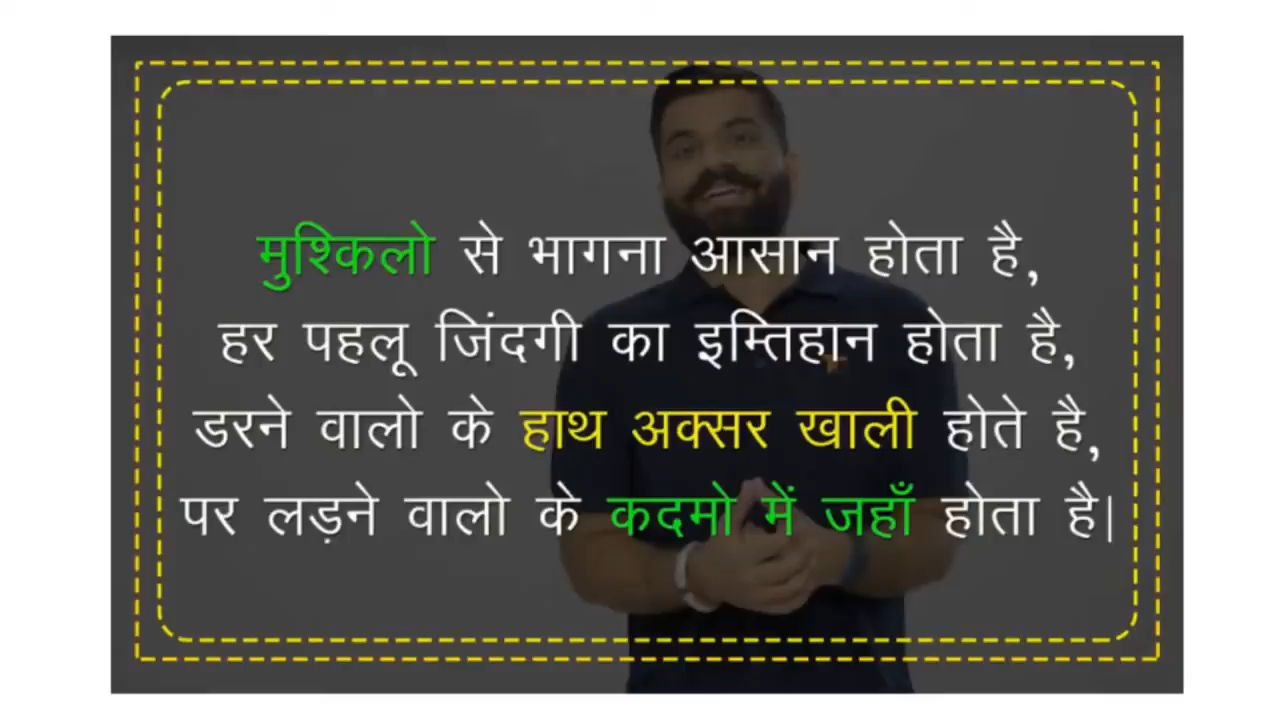 मुश्किलो से भागना आसान होता है,
हर पहलू जिंदगी का इम्तिहान होता है,
डरने वालो के हाथ अक्सर खाली होते है,
पर लड़ने वालो के कदमो में जहाँ होता है।